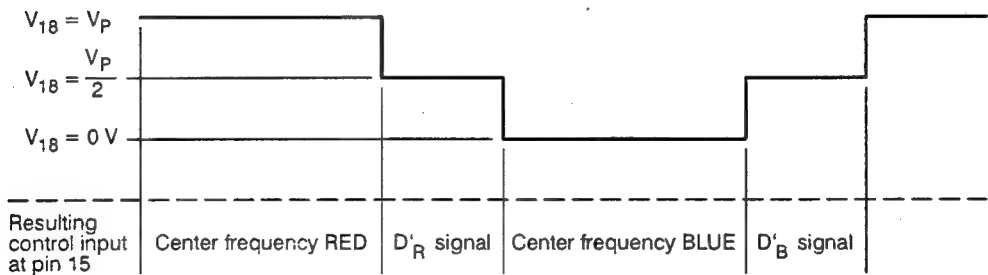 V18 = VP
V18 = VP/2
V18 = 0 V
Resulting
control input
at pin 15
Center frequency RED
D'R signal
Center frequency BLUE
D'B signal